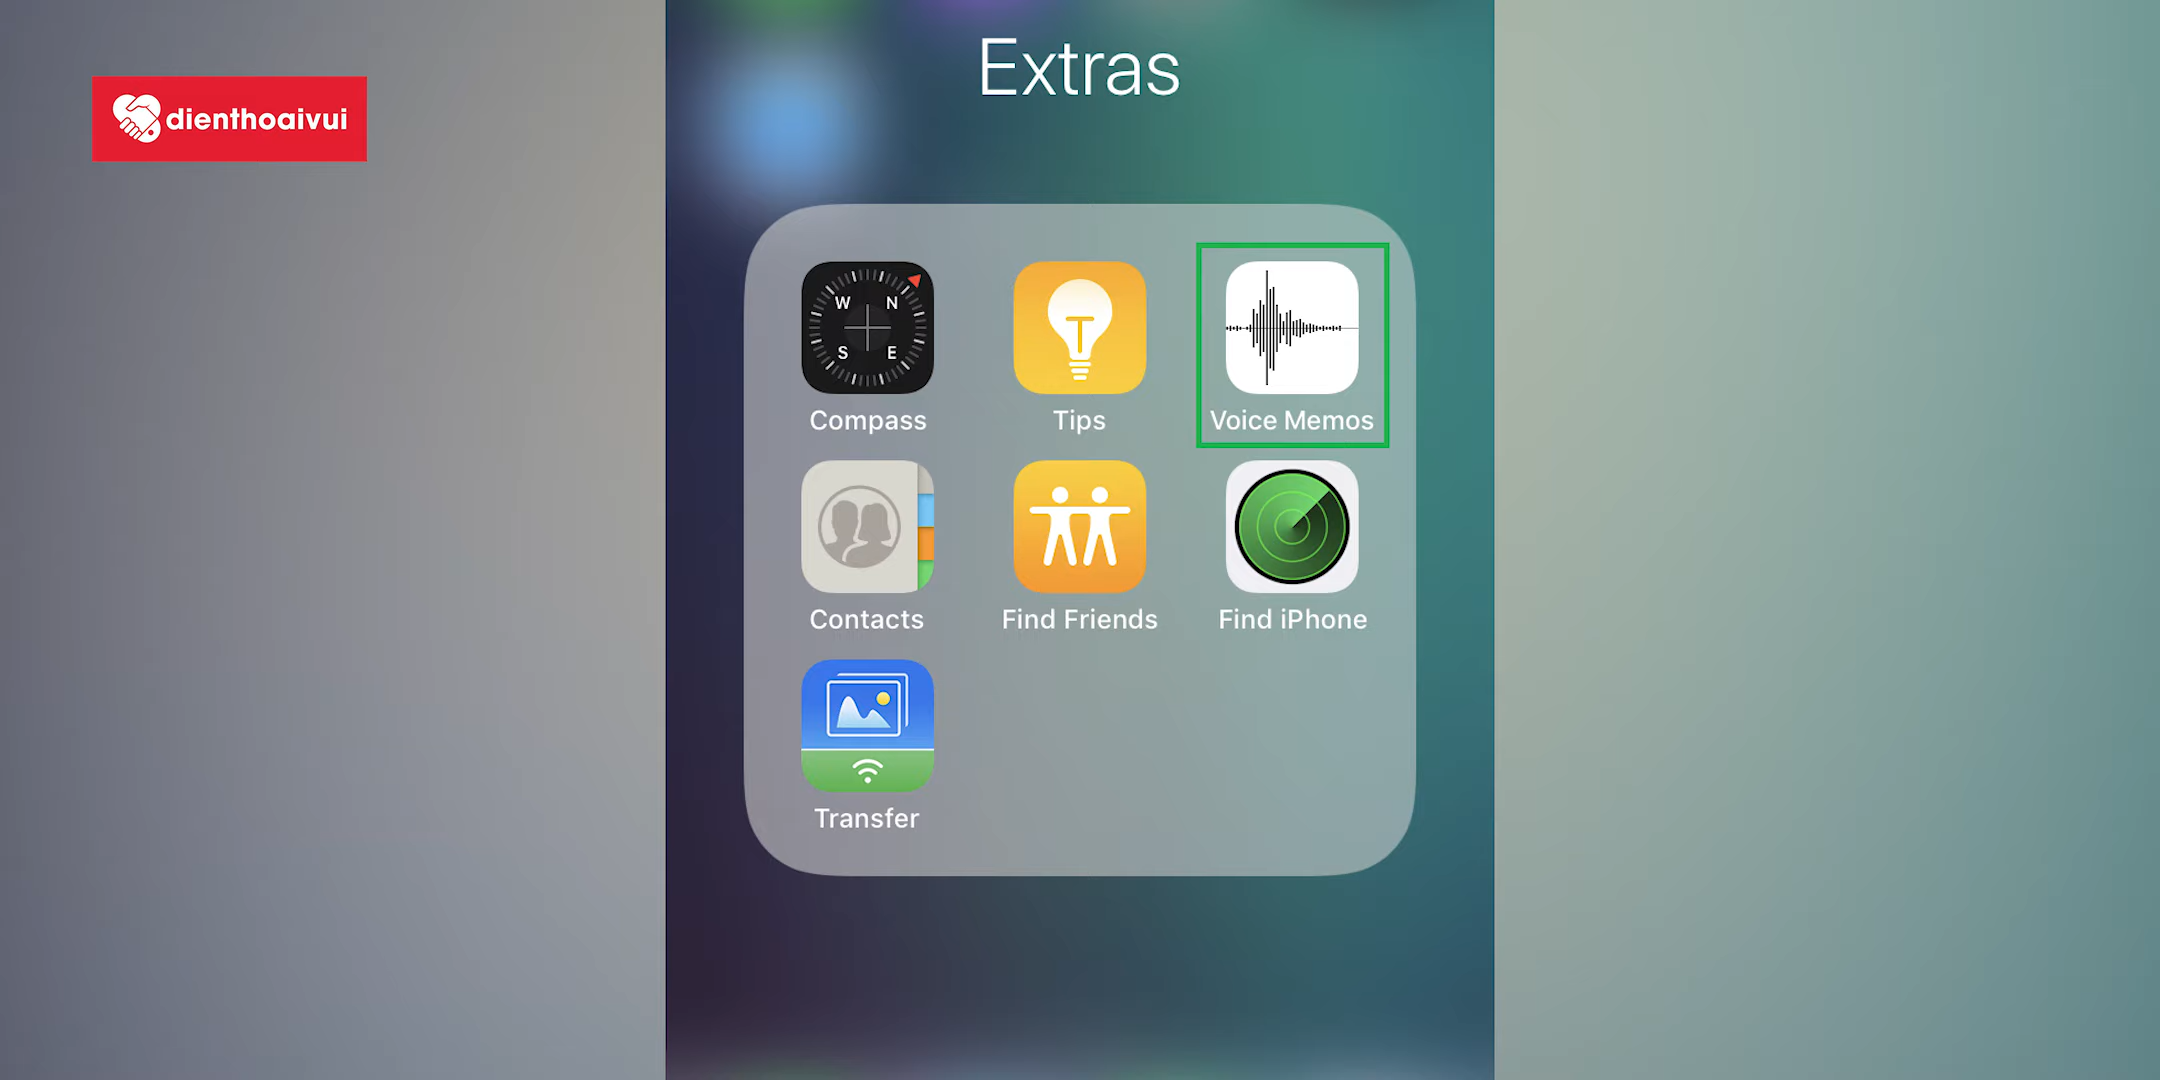 dienthoaivui
Extras
W N
S E
Compass
Tips
Voice Memos
Contacts
Find Friends
Find iPhone
Transfer